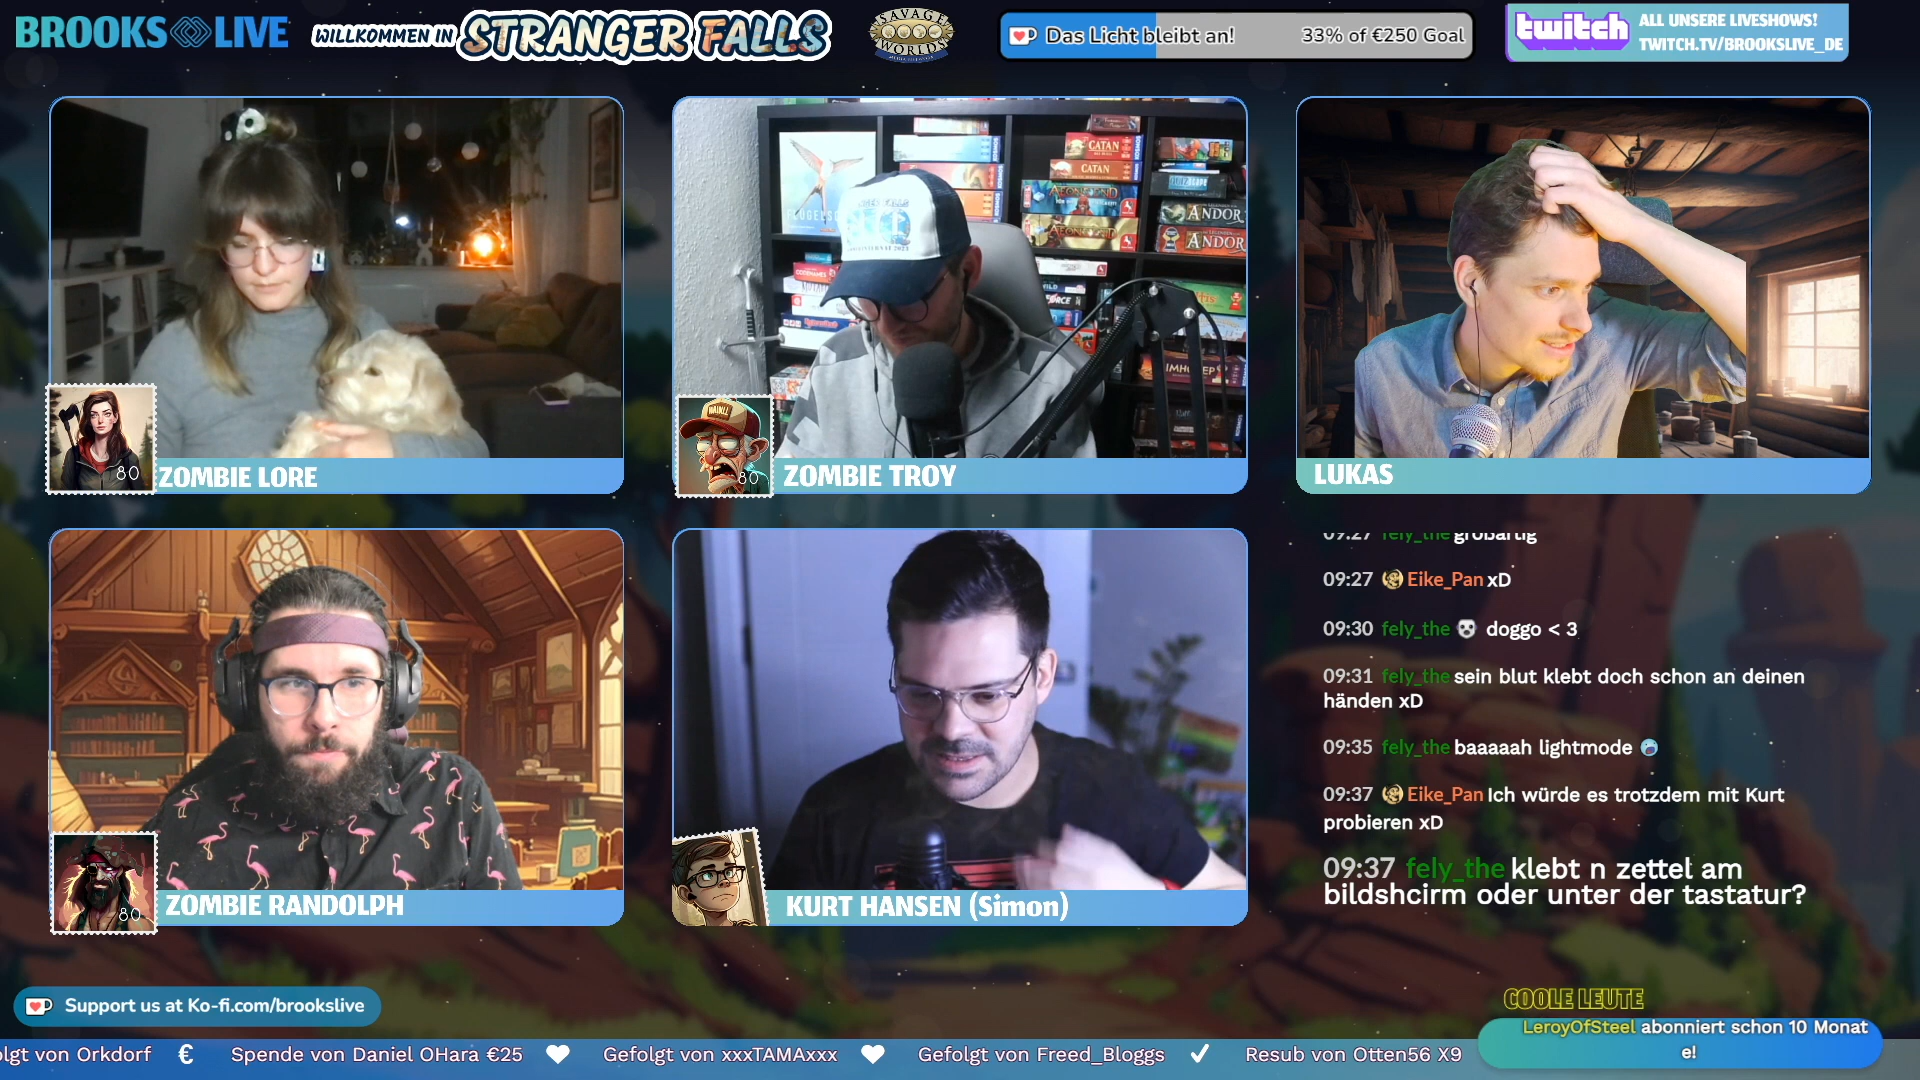 BROOKS LIVE
WILLKOMMEN IN STRANGER FALLS
SAVAGE WORLDS
Das Licht bleibt an! 33% of €250 Goal
twitch
ALL UNSERE LIVESHOWS!
TWITCH.TV/BROOKSLIVE_DE
CATAN
CATAN
ANDOR
ANDOR
IMHOTEP
80
ZOMBIE LORE
80
ZOMBIE TROY
LUKAS
80
ZOMBIE RANDOLPH
KURT HANSEN (Simon)
09:27 fely_the großartig
09:27 Eike_Pan xD
09:30 fely_the doggo < 3
09:31 fely_the sein blut klebt doch schon an deinen
händen xD
09:35 fely_the baaaaah lightmode
09:37 Eike_Pan Ich würde es trotzdem mit Kurt
probieren xD
09:37 fely_the klebt n zettel am
bildshcirm oder unter der tastatur?
Support us at Ko-fi.com/brookslive
COOLE LEUTE
LeroyOfSteel abonniert schon 10 Monat
e!
olgt von Orkdorf € Spende von Daniel OHara €25 Gefolgt von xxxTAMAxxx Gefolgt von Freed_Bloggs Resub von Otten56 X9